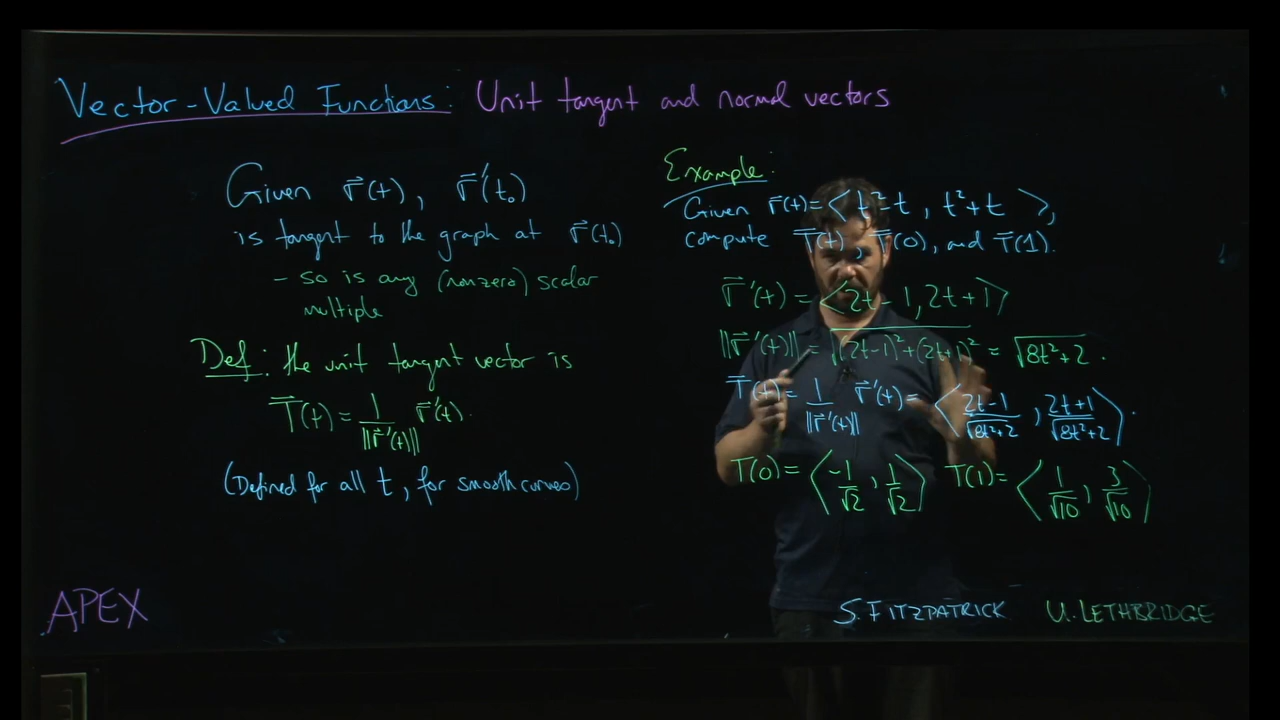 Vector-Valued Functions: Unit tangent and normal vectors
Given r⃗(t), r⃗'(t₀)
is tangent to the graph at r⃗(t₀)
- so is any (nonzero) scalar
multiple
Def: the unit tangent vector is
T⃗(t) = 1/||r⃗'(t)|| r⃗'(t).
(Defined for all t, for smooth curves)
Example:
Given r⃗(t) = ⟨t²-t, t²+t⟩,
compute T⃗(t), T⃗(0), and T⃗(1).
r⃗'(t) = ⟨2t-1, 2t+1⟩
||r⃗'(t)|| = √((2t-1)²+(2t+1)²) = √(8t²+2).
T⃗(t) = 1/||r⃗'(t)|| r⃗'(t) = ⟨(2t-1)/√(8t²+2), (2t+1)/√(8t²+2)⟩.
T(0) = ⟨-1/√2, 1/√2⟩ T(1) = ⟨1/√10, 3/√10⟩
APEX
S. FITZPATRICK U. LETHBRIDGE